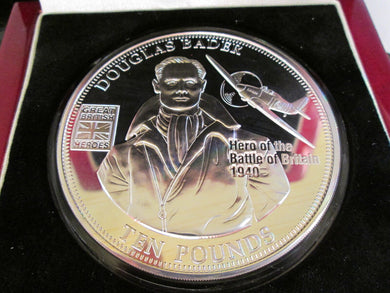 DOUGLAS BADER
GREAT
BRITISH
HEROES
Hero of the
Battle of Britain
1940
TEN POUNDS